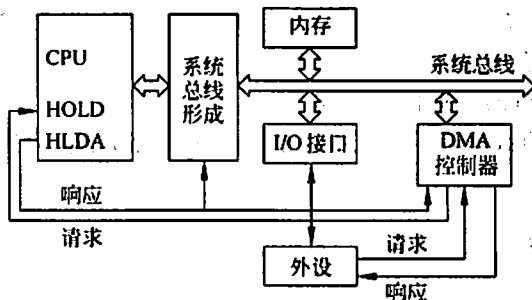 内存
CPU
系统
总线
形成
系统总线
HOLD
HLDA
I/O 接口
DMA
控制器
响应
请求
外设
请求
响应